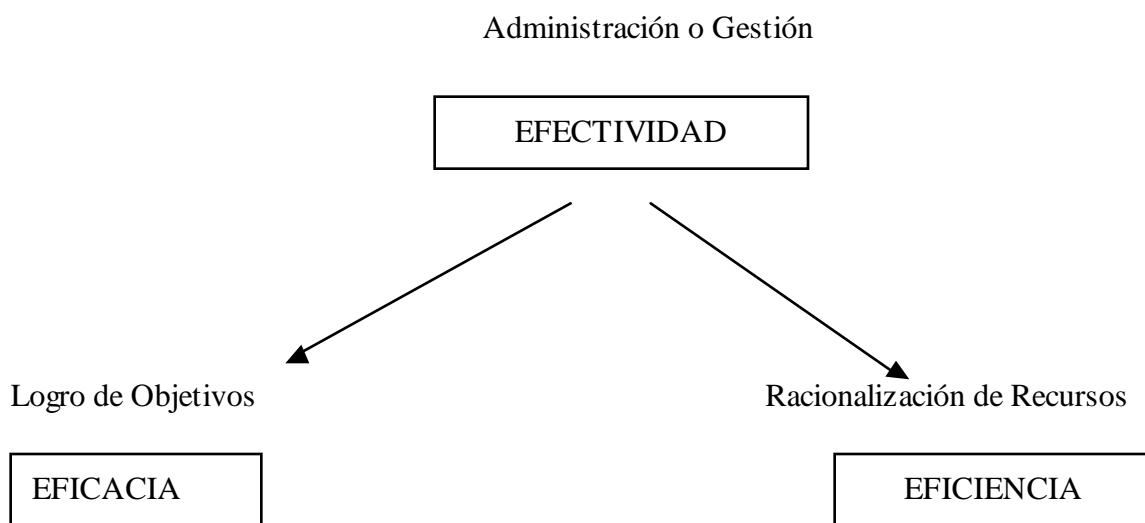 Administración o Gestión
EFECTIVIDAD
Logro de Objetivos
Racionalización de Recursos
EFICACIA
EFICIENCIA